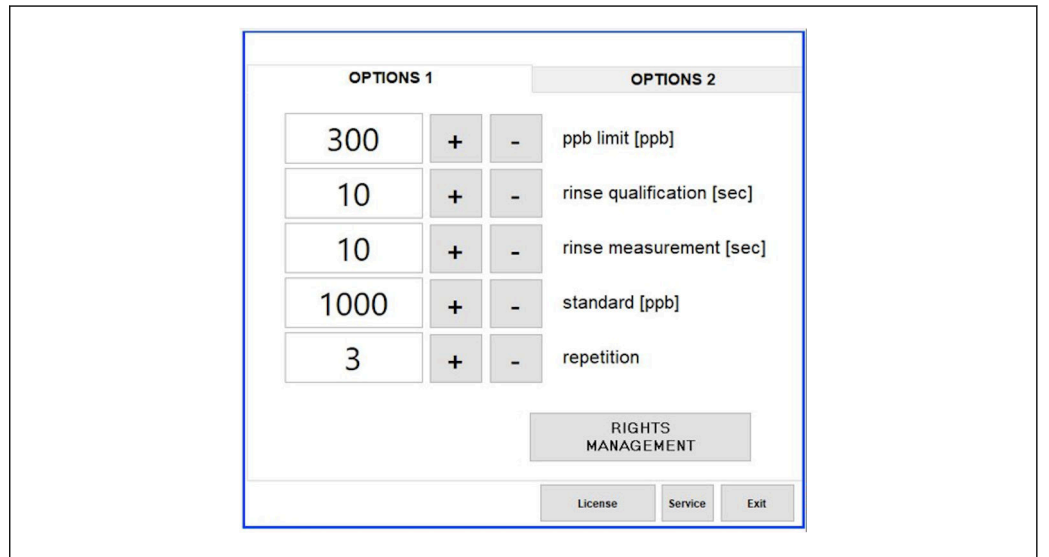 OPTIONS 1 OPTIONS 2
300 + - ppb limit [ppb]
10 + - rinse qualification [sec]
10 + - rinse measurement [sec]
1000 + - standard [ppb]
3 + - repetition
RIGHTS
MANAGEMENT
License Service Exit